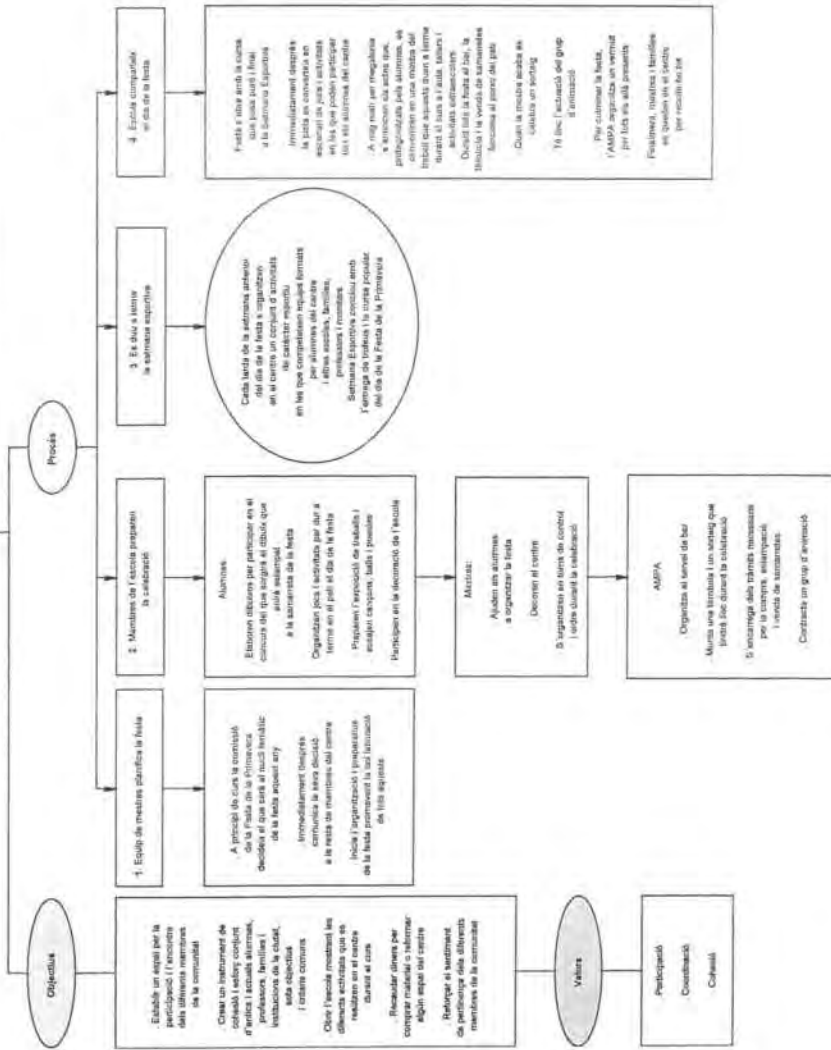 Objectius
. Establir un espai per la
participació i l'encontre
dels diferents membres
de la comunitat
. Crear un instrument de
cohesió i esforç conjunt
d'antics i actuals alumnes,
professors, famílies i
institucions de la ciutat,
sota objectius
i ordaris comuns
. Obrir l'escola mostrant les
diferents activitats que es
realitzen en el centre
durant el curs
. Recaudar diners per
comprar material o reformar
algún espai del centre
. Reforçar el sentiment
de pertinença dels diferents
membres de la comunitat
Valors
Participació
Coordinació
Cohesió
Procés
1. Equip de mestres planifica la festa
. A principi de curs la comissió
de la Festa de la Primavera
decideix el que serà el nucli temàtic
de la festa aquest any
. Immediatament després
comunica la seva decisió
a la resta de membres del centre
. Inicia l'organització i preparatius
de la festa promovent la col·laboració
de tots aquests
2. Membres de l'escola preparen
la celebració
Alumnes:
. Elaboren dibuixos per participar en el
concurs del que sorgirà el dibuix que
anirà estampat
a la samarreta de la festa
. Organitzen jocs i activitats per dur a
terme en el pati el dia de la festa
. Preparen l'exposició de treballs i
assajen cançons, balls i poesies
. Participen en la decoració de l'escola
Mestres:
. Ajuden als alumnes
a organitzar la festa
. Decoren el centre
. S'organitzen en torns de control
i ordre durant la celebració
AMPA
. Organitza el servei de bar
. Munta una tómbola i un sorteig que
tindrà lloc durant la celebració
. S'encarrega dels tràmits necessaris
per la compra, estampació
i venda de samarretes
. Contracta un grup d'animació
3. Es duu a terme
la setmana esportiva
Cada tarda de la setmana anterior
del dia de la festa s'organitzen
en el centre un conjunt d'activitats
de caràcter esportiu
en les que competeixen equips formats
per alumnes del centre
i altres escoles, famílies,
professors i monitors
Setmana Esportiva conclou amb
l'entrega de trofeus i la cursa popular
del dia de la Festa de la Primavera
4. Escola comparteix
el dia de la festa
Festa s'obre amb la cursa
que posa punt i final
a la Setmana Esportiva
. Immediatament després
la pista es converteix en
escenari de jocs i activitats
en les que poden participar
tots els alumnes del centre
. A mig matí per megafonia
s'anuncien els actes que,
protagonitzats pels alumnes, es
converteixen en una mostra del
treball que aquests duen a terme
durant el curs a l'aula, tallers i
activitats extraescolars
Durant tota la festa el bar, la
tómbola i la venda de samarretes
funciona al porxo del pati
. Quan la mostra acaba es
celebra un sorteig
. Té lloc l'actuació del grup
d'animació
. Per culminar la festa,
l'AMPA organitza un vermut
per tots els allà presents
. Finalment, mestres i famílies
es queden en el centre
per recollir-ho tot